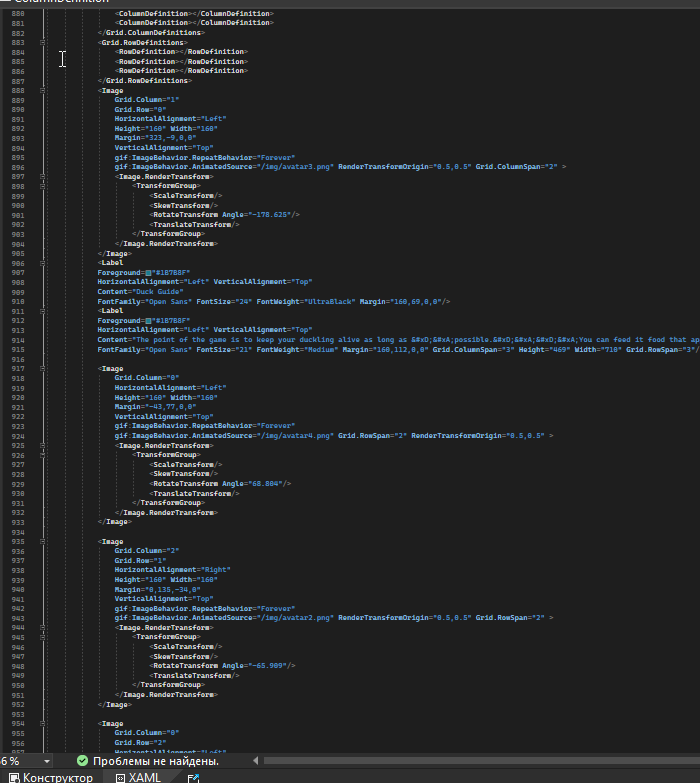 880 <ColumnDefinition></ColumnDefinition>
881 <ColumnDefinition></ColumnDefinition>
882 </Grid.ColumnDefinitions>
883 <Grid.RowDefinitions>
884 <RowDefinition></RowDefinition>
885 <RowDefinition></RowDefinition>
886 <RowDefinition></RowDefinition>
887 </Grid.RowDefinitions>
888 <Image
889 Grid.Column="1"
890 Grid.Row="0"
891 HorizontalAlignment="Left"
892 Height="160" Width="160"
893 Margin="323,-9,0,0"
894 VerticalAlignment="Top"
895 gif:ImageBehavior.RepeatBehavior="Forever"
896 gif:ImageBehavior.AnimatedSource="/img/avatar3.png" RenderTransformOrigin="0.5,0.5" Grid.ColumnSpan="2" >
897 <Image.RenderTransform>
898 <TransformGroup>
899 <ScaleTransform/>
900 <SkewTransform/>
901 <RotateTransform Angle="-178.625"/>
902 <TranslateTransform/>
903 </TransformGroup>
904 </Image.RenderTransform>
905 </Image>
906 <Label
907 Foreground="#1B7B8F"
908 HorizontalAlignment="Left" VerticalAlignment="Top"
909 Content="Duck Guide"
910 FontFamily="Open Sans" FontSize="24" FontWeight="UltraBlack" Margin="160,69,0,0"/>
911 <Label
912 Foreground="#1B7B8F"
913 HorizontalAlignment="Left" VerticalAlignment="Top"
914 Content="The point of the game is to keep your duckling alive as long as &#xD;&#xA;possible.&#xD;&#xA;&#xD;&#xA;You can feed it food that ap
915 FontFamily="Open Sans" FontSize="21" FontWeight="Medium" Margin="160,112,0,0" Grid.ColumnSpan="3" Height="469" Width="710" Grid.RowSpan="3"/
916
917 <Image
918 Grid.Column="0"
919 HorizontalAlignment="Left"
920 Height="160" Width="160"
921 Margin="-43,77,0,0"
922 VerticalAlignment="Top"
923 gif:ImageBehavior.RepeatBehavior="Forever"
924 gif:ImageBehavior.AnimatedSource="/img/avatar4.png" Grid.RowSpan="2" RenderTransformOrigin="0.5,0.5" >
925 <Image.RenderTransform>
926 <TransformGroup>
927 <ScaleTransform/>
928 <SkewTransform/>
929 <RotateTransform Angle="68.804"/>
930 <TranslateTransform/>
931 </TransformGroup>
932 </Image.RenderTransform>
933 </Image>
934
935 <Image
936 Grid.Column="2"
937 Grid.Row="1"
938 HorizontalAlignment="Right"
939 Height="160" Width="160"
940 Margin="0,135,-34,0"
941 VerticalAlignment="Top"
942 gif:ImageBehavior.RepeatBehavior="Forever"
943 gif:ImageBehavior.AnimatedSource="/img/avatar2.png" RenderTransformOrigin="0.5,0.5" Grid.RowSpan="2" >
944 <Image.RenderTransform>
945 <TransformGroup>
946 <ScaleTransform/>
947 <SkewTransform/>
948 <RotateTransform Angle="-65.909"/>
949 <TranslateTransform/>
950 </TransformGroup>
951 </Image.RenderTransform>
952 </Image>
953
954 <Image
955 Grid.Column="0"
956 Grid.Row="2"
6 % Проблемы не найдены.
Конструктор XAML